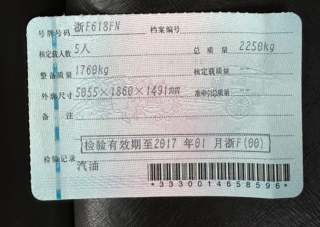 号牌号码 浙F618FN 档案编号
核定载人数 5人 总质量 2250kg
整备质量 1760kg 核定载质量 --
外廓尺寸 5055×1860×1491mm 准牵引总质量 --
备注
检验有效期至2017 年01 月浙F(00)
检验记录
汽油
*3330014658596*